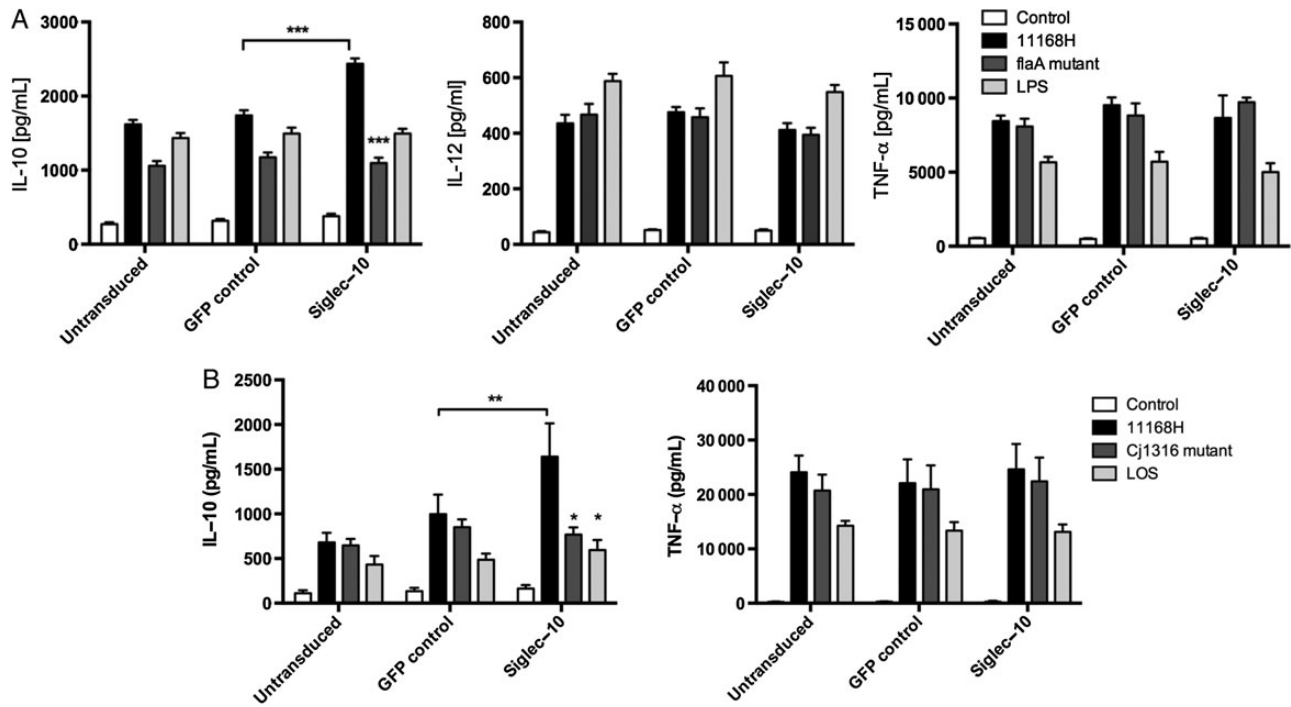 A
IL-10 [pg/mL]
3000
2000
1000
0
***
***
Untransduced
GFP control
Siglec–10
IL-12 [pg/ml]
800
600
400
200
0
Untransduced
GFP control
Siglec–10
TNF-α [pg/mL]
15 000
10 000
5000
0
Control
11168H
flaA mutant
LPS
Untransduced
GFP control
Siglec–10
B
IL–10 (pg/mL)
2500
2000
1500
1000
500
0
**
* *
Untransduced
GFP control
Siglec–10
TNF–α (pg/mL)
40 000
30 000
20 000
10 000
0
Untransduced
GFP control
Siglec–10
Control
11168H
Cj1316 mutant
LOS